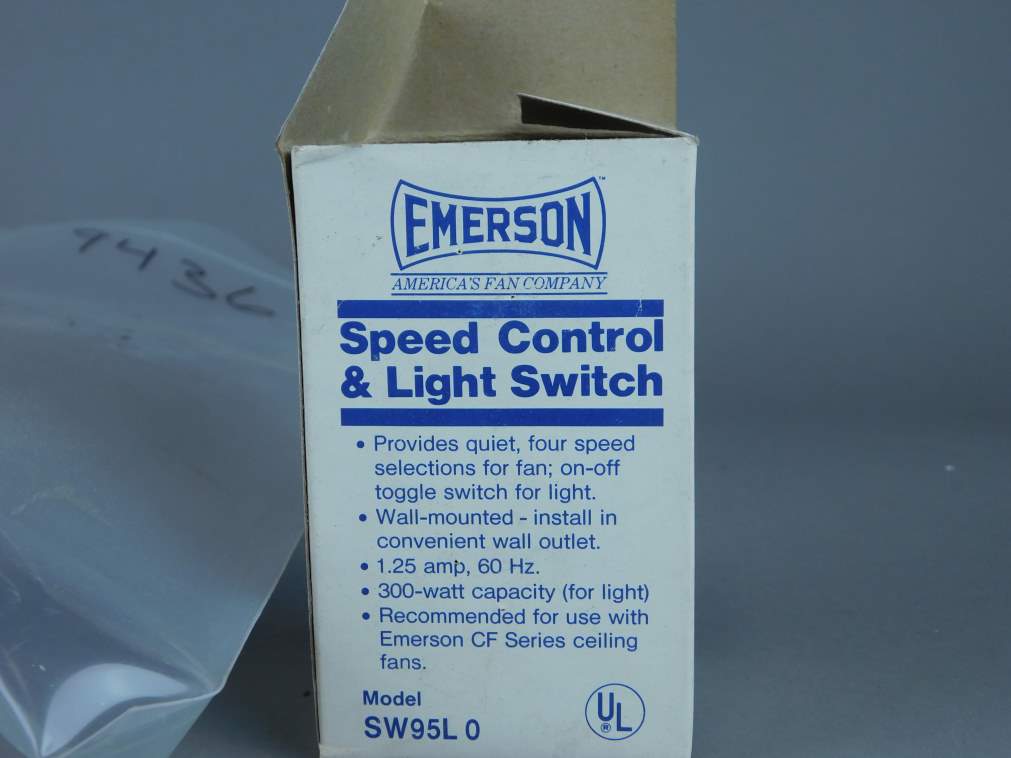 9436
EMERSON™
AMERICA'S FAN COMPANY
Speed Control
& Light Switch
• Provides quiet, four speed
selections for fan; on-off
toggle switch for light.
• Wall-mounted - install in
convenient wall outlet.
• 1.25 amp, 60 Hz.
• 300-watt capacity (for light)
• Recommended for use with
Emerson CF Series ceiling
fans.
Model
SW95L 0
UL®